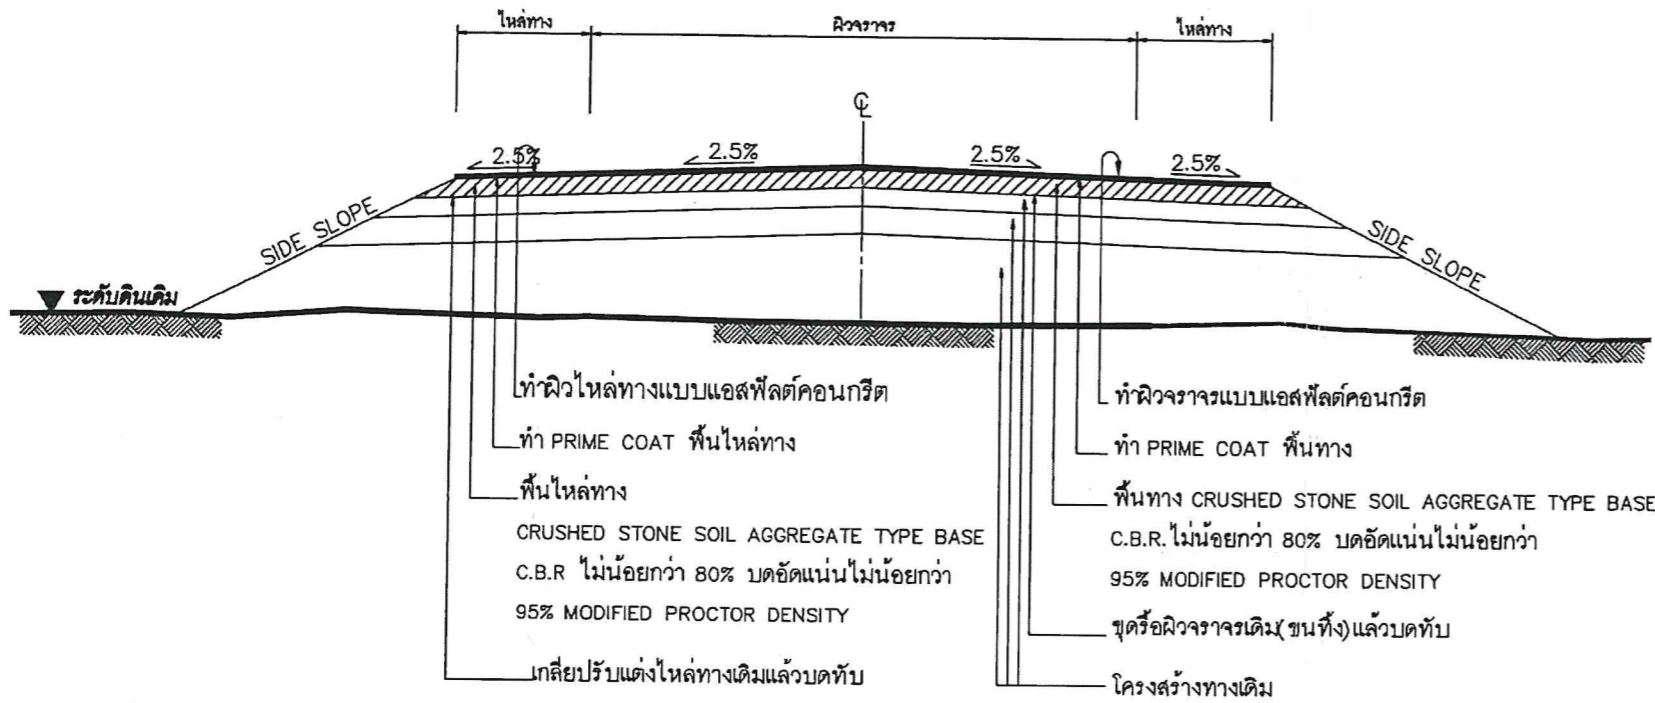 ไหล่ทาง
ผิวจราจร
ไหล่ทาง
℄
2.5%
2.5%
2.5%
2.5%
SIDE SLOPE
SIDE SLOPE
ระดับดินเดิม
ทำผิวไหล่ทางแบบแอสฟัลต์คอนกรีต
ทำ PRIME COAT พื้นไหล่ทาง
พื้นไหล่ทาง
CRUSHED STONE SOIL AGGREGATE TYPE BASE
C.B.R ไม่น้อยกว่า 80% บดอัดแน่นไม่น้อยกว่า
95% MODIFIED PROCTOR DENSITY
เกลี่ยปรับแต่งไหล่ทางเดิมแล้วบดทับ
ทำผิวจราจรแบบแอสฟัลต์คอนกรีต
ทำ PRIME COAT พื้นทาง
พื้นทาง CRUSHED STONE SOIL AGGREGATE TYPE BASE
C.B.R. ไม่น้อยกว่า 80% บดอัดแน่นไม่น้อยกว่า
95% MODIFIED PROCTOR DENSITY
ขุดรื้อผิวจราจรเดิม(ขนทิ้ง)แล้วบดทับ
โครงสร้างทางเดิม